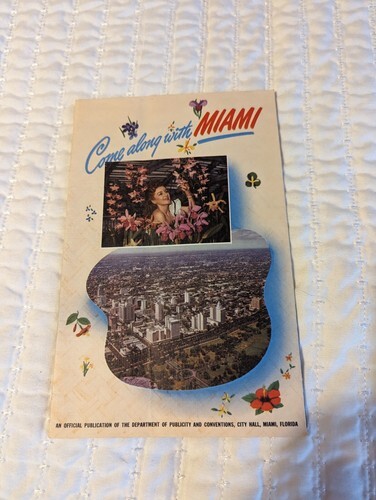 Come along with MIAMI
AN OFFICIAL PUBLICATION OF THE DEPARTMENT OF PUBLICITY AND CONVENTIONS, CITY HALL, MIAMI, FLORIDA